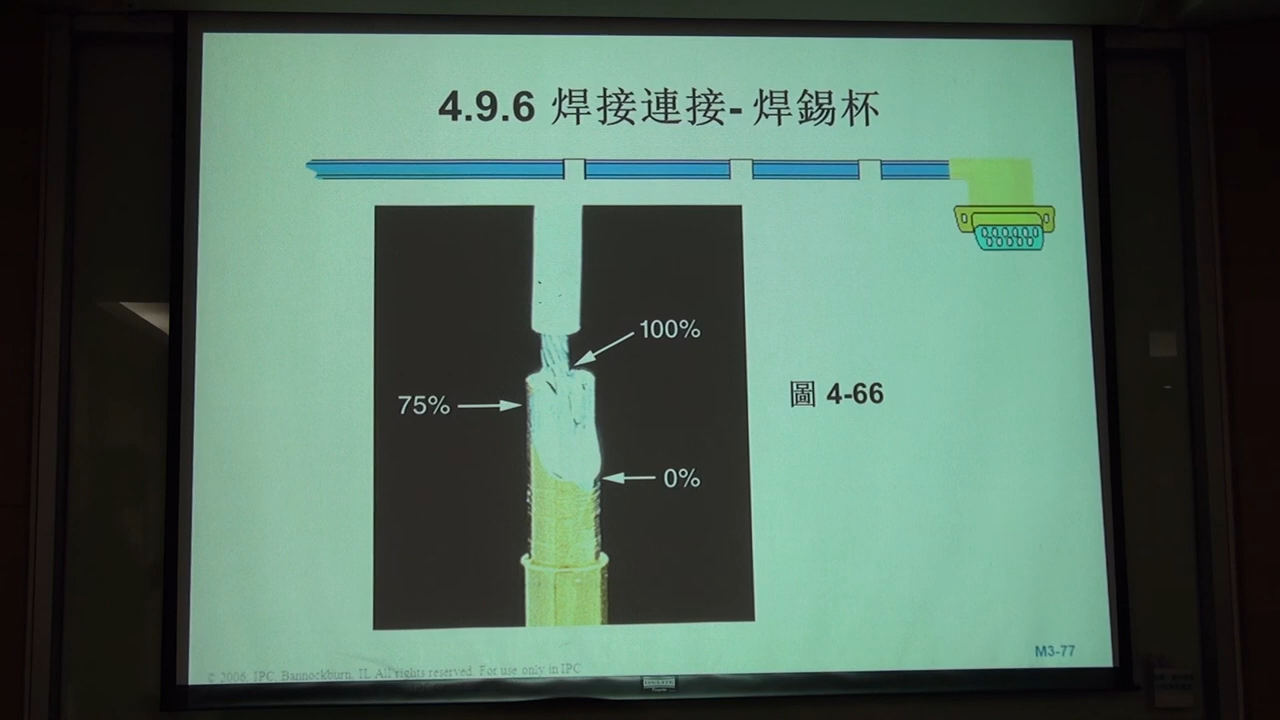 4.9.6 焊接連接- 焊錫杯
100%
75%
圖 4-66
0%
M3-77
© 2006, IPC, Bannockburn, IL All rights reserved. For use only in IPC